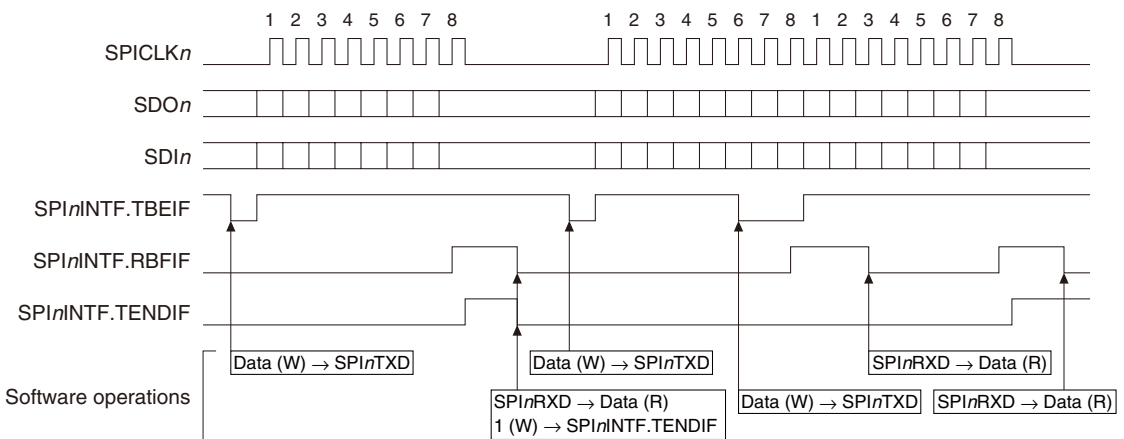 1 2 3 4 5 6 7 8 1 2 3 4 5 6 7 8 1 2 3 4 5 6 7 8
SPICLKn
SDOn
SDIn
SPInINTF.TBEIF
SPInINTF.RBFIF
SPInINTF.TENDIF
Software operations
Data (W) → SPInTXD
Data (W) → SPInTXD
SPInRXD → Data (R)
SPInRXD → Data (R)
1 (W) → SPInINTF.TENDIF
Data (W) → SPInTXD
SPInRXD → Data (R)